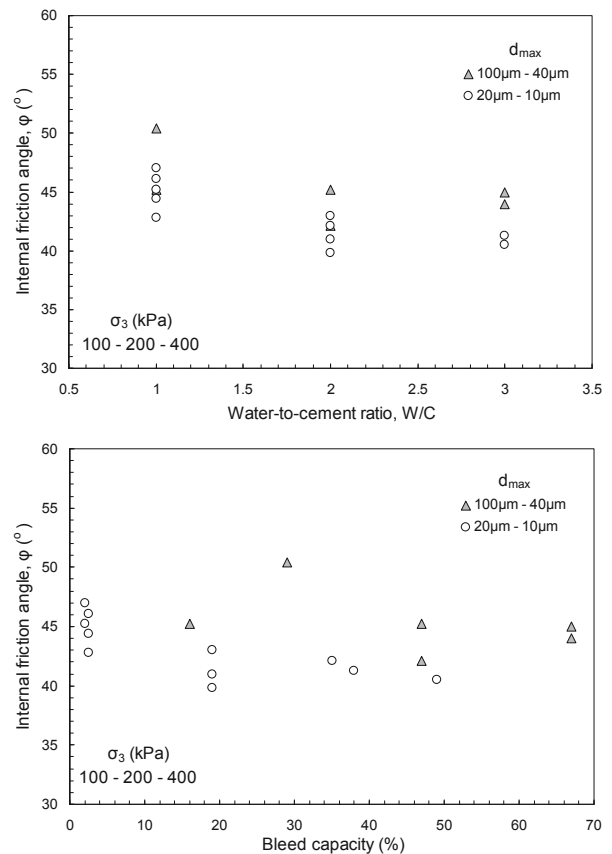 60
55
50
45
40
35
30
Internal friction angle, φ (°)
d_max
100μm - 40μm
20μm - 10μm
σ3 (kPa)
100 - 200 - 400
0.5 1 1.5 2 2.5 3 3.5
Water-to-cement ratio, W/C
60
55
50
45
40
35
30
Internal friction angle, φ (°)
d_max
100μm - 40μm
20μm - 10μm
σ3 (kPa)
100 - 200 - 400
0 10 20 30 40 50 60 70
Bleed capacity (%)